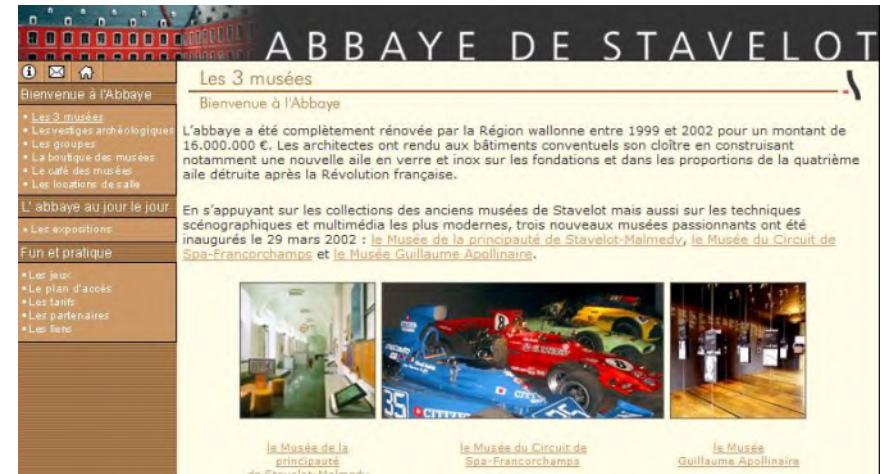 ABBAYE DE STAVELOT
Bienvenue à l'Abbaye
Les 3 musées
Les vestiges archéologiques
Les groupes
La boutique des musées
Le café des musées
Les locations de salle
L' abbaye au jour le jour
Les expositions
Fun et pratique
Les jeux
Le plan d'accès
Les tarifs
Les partenaires
Les liens
Les 3 musées
Bienvenue à l'Abbaye
L'abbaye a été complètement rénovée par la Région wallonne entre 1999 et 2002 pour un montant de
16.000.000 €. Les architectes ont rendu aux bâtiments conventuels son cloître en construisant
notamment une nouvelle aile en verre et inox sur les fondations et dans les proportions de la quatrième
aile détruite après la Révolution française.
En s'appuyant sur les collections des anciens musées de Stavelot mais aussi sur les techniques
scénographiques et multimédia les plus modernes, trois nouveaux musées passionnants ont été
inaugurés le 29 mars 2002 : le Musée de la principauté de Stavelot-Malmedy, le Musée du Circuit de
Spa-Francorchamps et le Musée Guillaume Apollinaire.
8
35 CITIZEN
le Musée de la
principauté
de Stavelot-Malmedy
le Musée du Circuit de
Spa-Francorchamps
le Musée
Guillaume Apollinaire